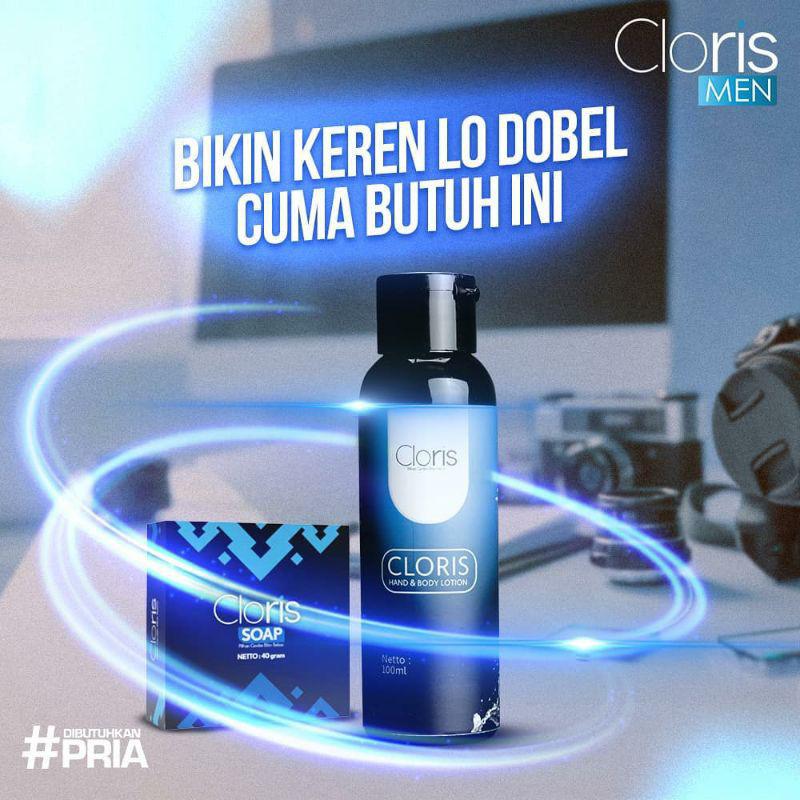 Cloris
MEN
BIKIN KEREN LO DOBEL
CUMA BUTUH INI
Cloris
CLORIS
HAND & BODY LOTION
Netto :
100ml
Cloris
Cloris
SOAP
NETTO : 40 gram
#DIBUTUHKAN
PRIA